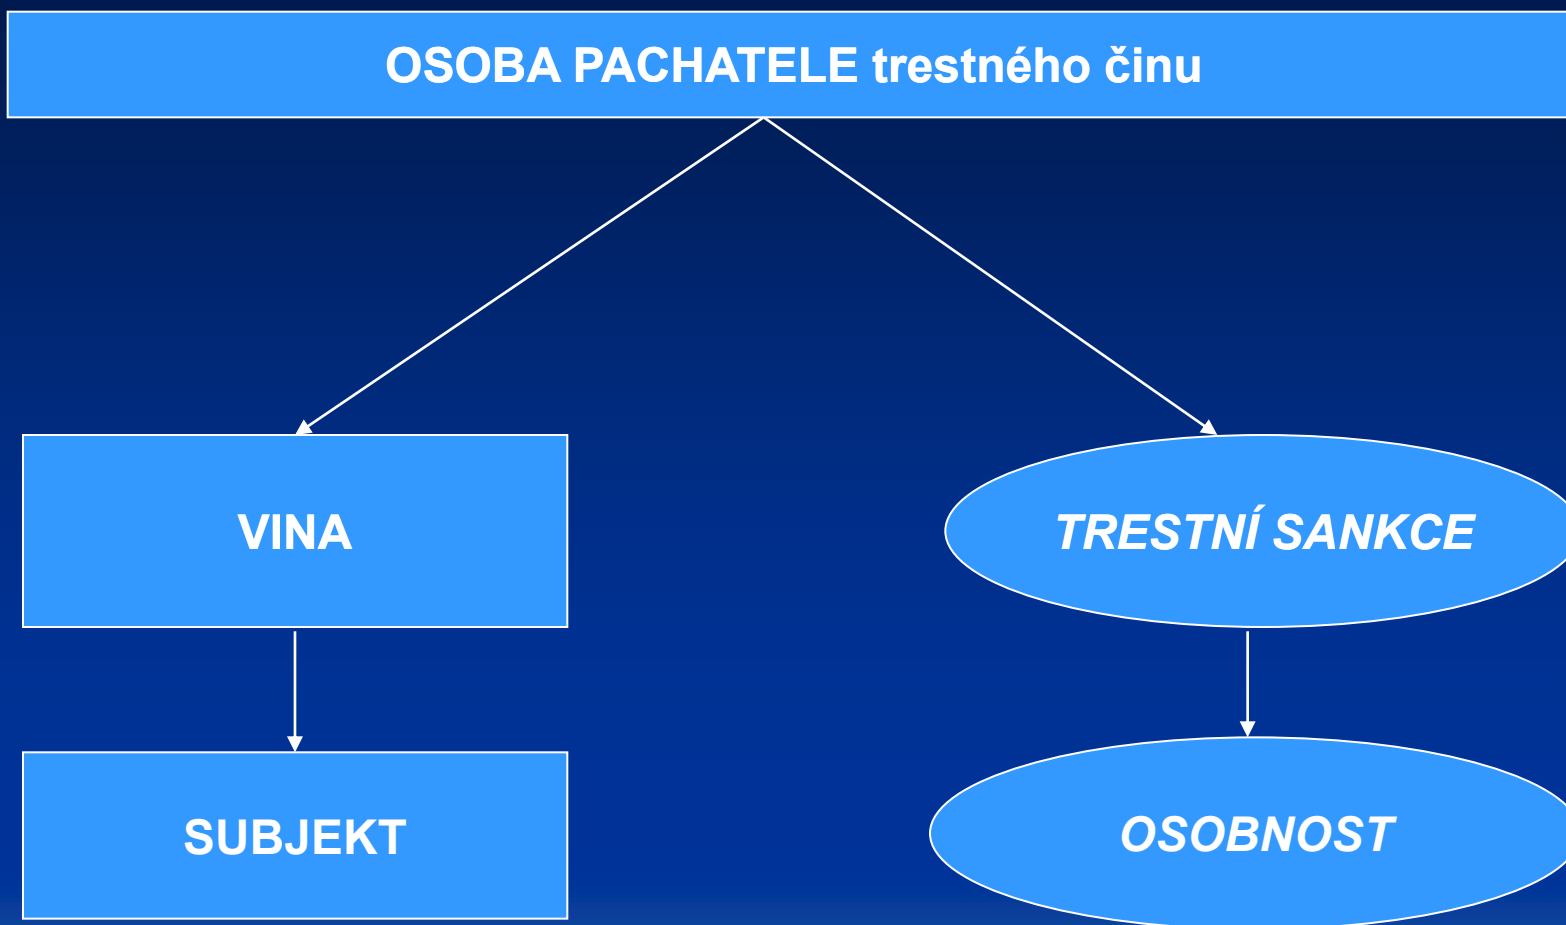 OSOBA PACHATELE trestného činu
VINA
TRESTNÍ SANKCE
SUBJEKT
OSOBNOST